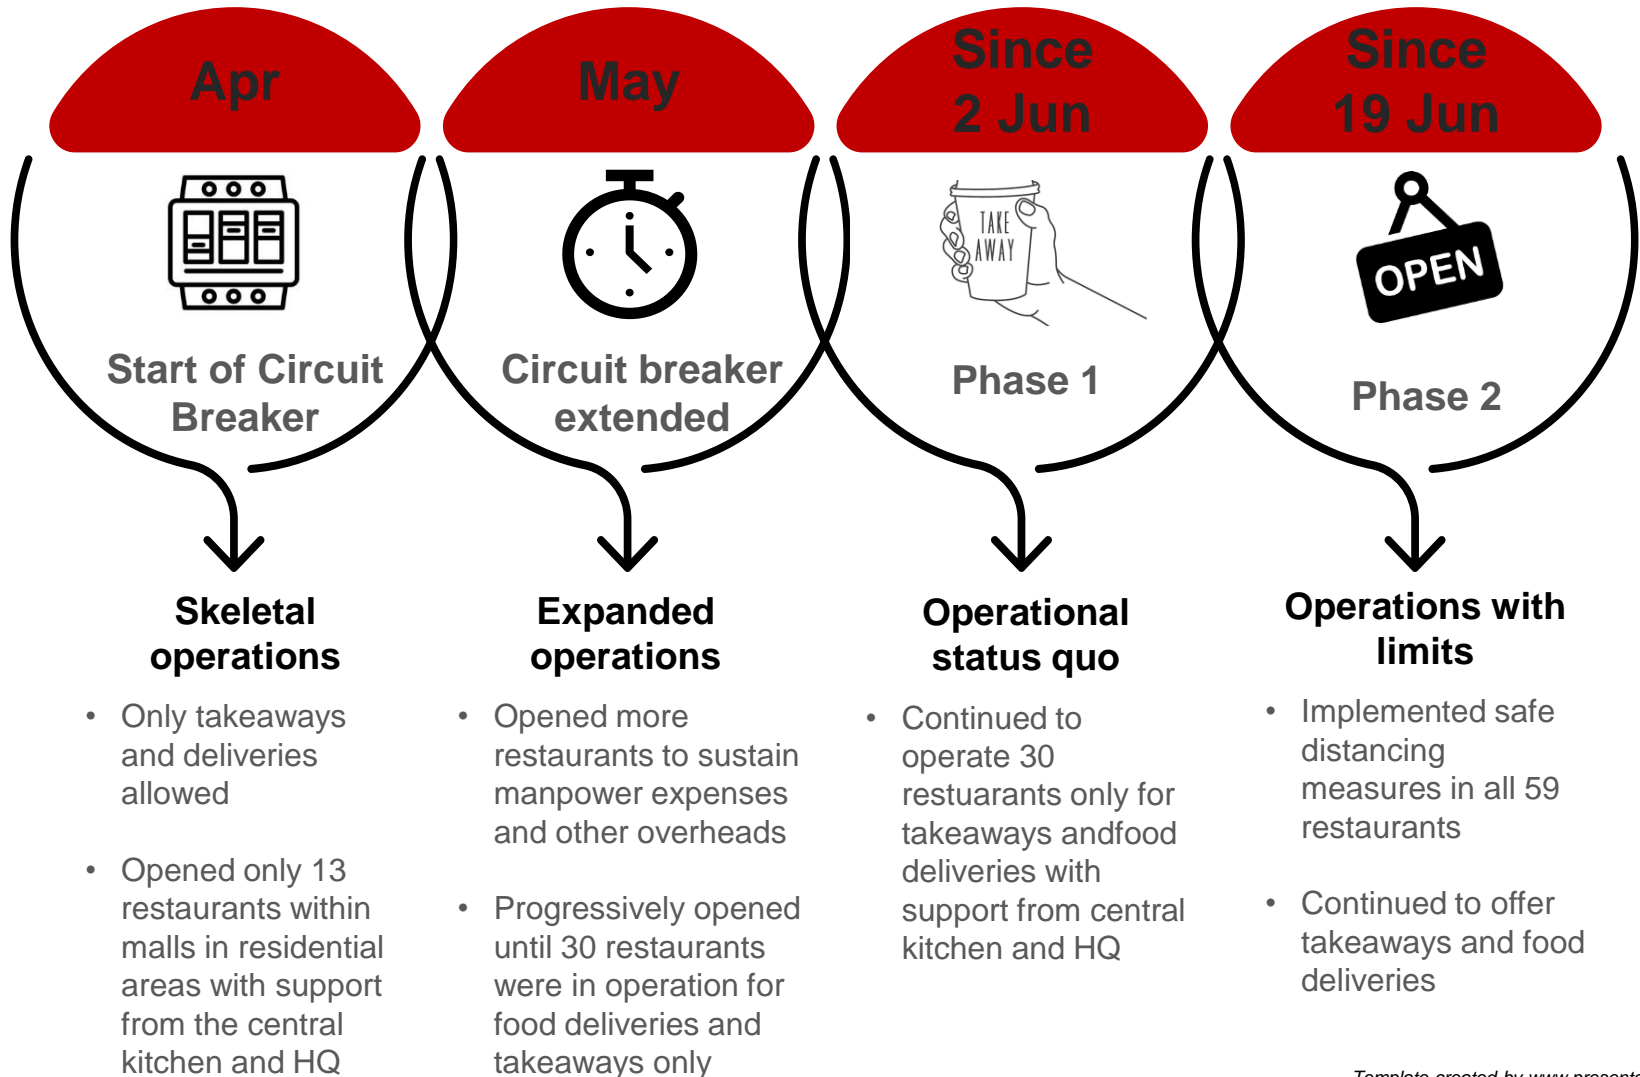 Apr
Start of Circuit
Breaker
Skeletal
operations
• Only takeaways
and deliveries
allowed
• Opened only 13
restaurants within
malls in residential
areas with support
from the central
kitchen and HQ
May
Circuit breaker
extended
Expanded
operations
• Opened more
restaurants to sustain
manpower expenses
and other overheads
• Progressively opened
until 30 restaurants
were in operation for
food deliveries and
takeaways only
Since
2 Jun
TAKE
AWAY
Phase 1
Operational
status quo
• Continued to
operate 30
restuarants only for
takeaways andfood
deliveries with
support from central
kitchen and HQ
Since
19 Jun
OPEN
Phase 2
Operations with
limits
• Implemented safe
distancing
measures in all 59
restaurants
• Continued to offer
takeaways and food
deliveries
Template created by